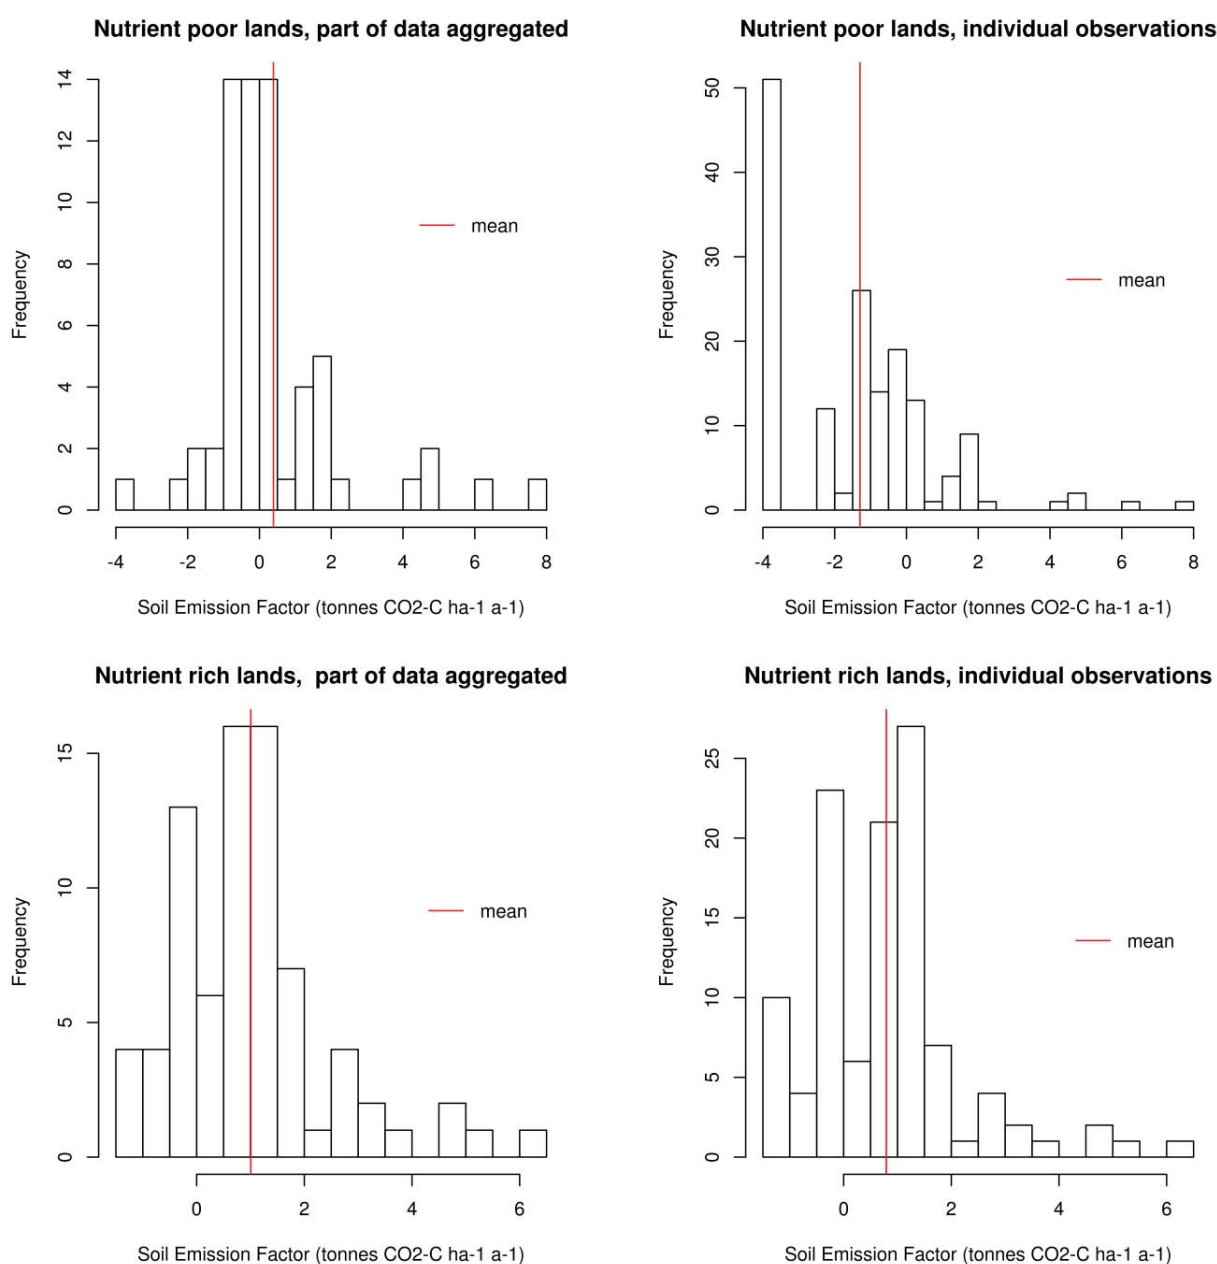 Nutrient poor lands, part of data aggregated
Frequency
14
12
10
8
6
4
2
0
mean
-4 -2 0 2 4 6 8
Soil Emission Factor (tonnes CO2-C ha-1 a-1)
Nutrient poor lands, individual observations
Frequency
50
40
30
20
10
0
mean
-4 -2 0 2 4 6 8
Soil Emission Factor (tonnes CO2-C ha-1 a-1)
Nutrient rich lands, part of data aggregated
Frequency
15
10
5
0
mean
0 2 4 6
Soil Emission Factor (tonnes CO2-C ha-1 a-1)
Nutrient rich lands, individual observations
Frequency
25
20
15
10
5
0
mean
0 2 4 6
Soil Emission Factor (tonnes CO2-C ha-1 a-1)